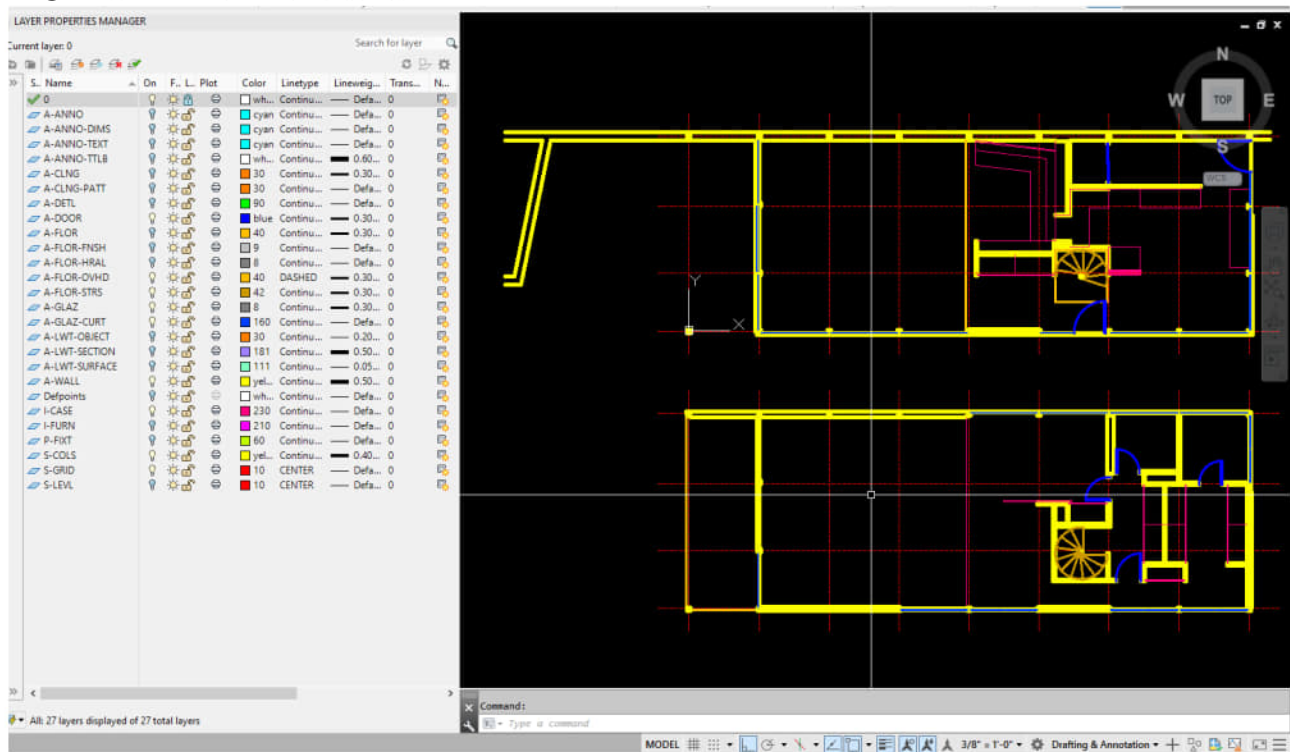 LAYER PROPERTIES MANAGER
Current layer: 0
Search for layer
S.. Name On F.. L.. Plot Color Linetype Lineweig... Trans... N...
0 wh... Continu... Defa... 0
A-ANNO cyan Continu... Defa... 0
A-ANNO-DIMS cyan Continu... Defa... 0
A-ANNO-TEXT cyan Continu... Defa... 0
A-ANNO-TTLB wh... Continu... 0.60... 0
A-CLNG 30 Continu... 0.30... 0
A-CLNG-PATT 30 Continu... Defa... 0
A-DETL 90 Continu... Defa... 0
A-DOOR blue Continu... 0.30... 0
A-FLOR 40 Continu... 0.30... 0
A-FLOR-FNSH 9 Continu... Defa... 0
A-FLOR-HRAL 8 Continu... Defa... 0
A-FLOR-OVHD 40 DASHED 0.30... 0
A-FLOR-STRS 42 Continu... 0.30... 0
A-GLAZ 8 Continu... 0.30... 0
A-GLAZ-CURT 160 Continu... Defa... 0
A-LWT-OBJECT 30 Continu... 0.20... 0
A-LWT-SECTION 181 Continu... 0.50... 0
A-LWT-SURFACE 111 Continu... 0.05... 0
A-WALL yel... Continu... 0.50... 0
Defpoints wh... Continu... Defa... 0
I-CASE 230 Continu... Defa... 0
I-FURN 210 Continu... Defa... 0
P-FIXT 60 Continu... Defa... 0
S-COLS yel... Continu... 0.40... 0
S-GRID 10 CENTER Defa... 0
S-LEVL 10 CENTER Defa... 0
All: 27 layers displayed of 27 total layers
N
W TOP E
S
WCS
Y
X
Command:
Type a command
MODEL 3/8" = 1'-0" Drafting & Annotation